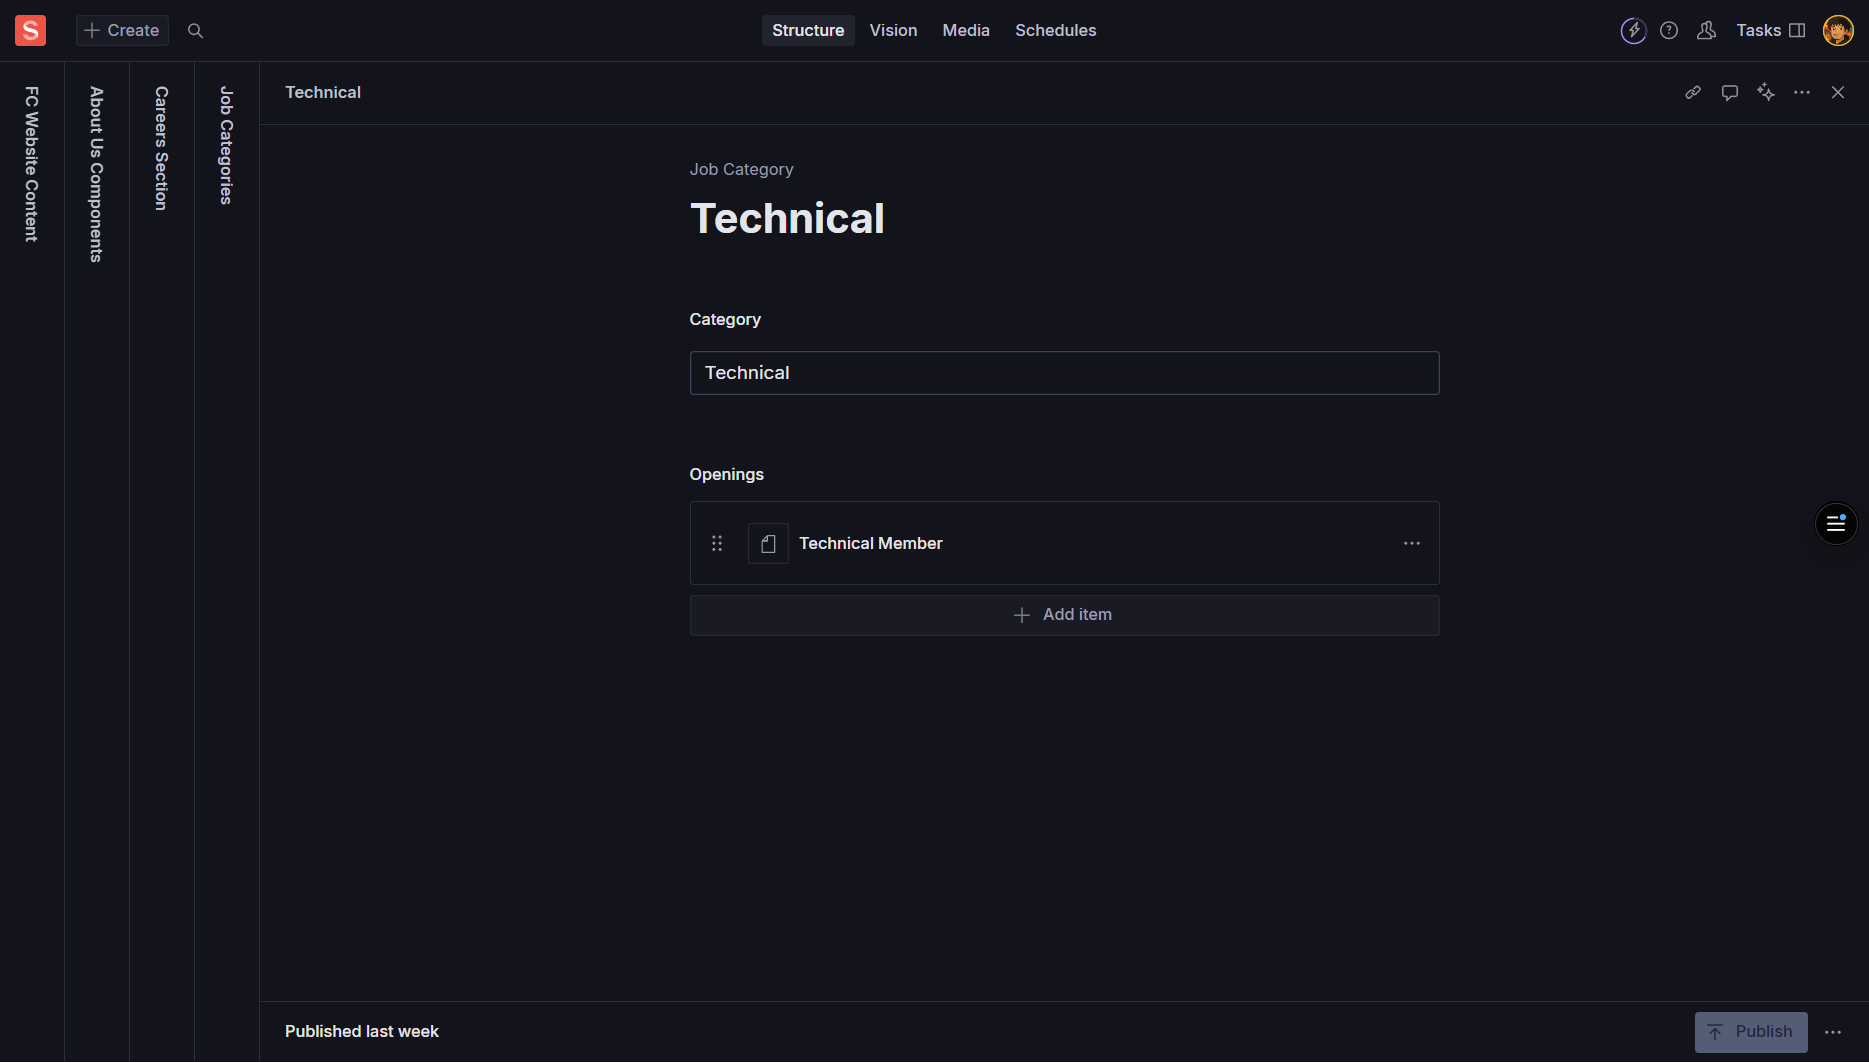 S
Create
Structure
Vision
Media
Schedules
Tasks
FC Website Content
About Us Components
Careers Section
Job Categories
Technical
Job Category
Technical
Category
Technical
Openings
Technical Member
Add item
Published last week
Publish